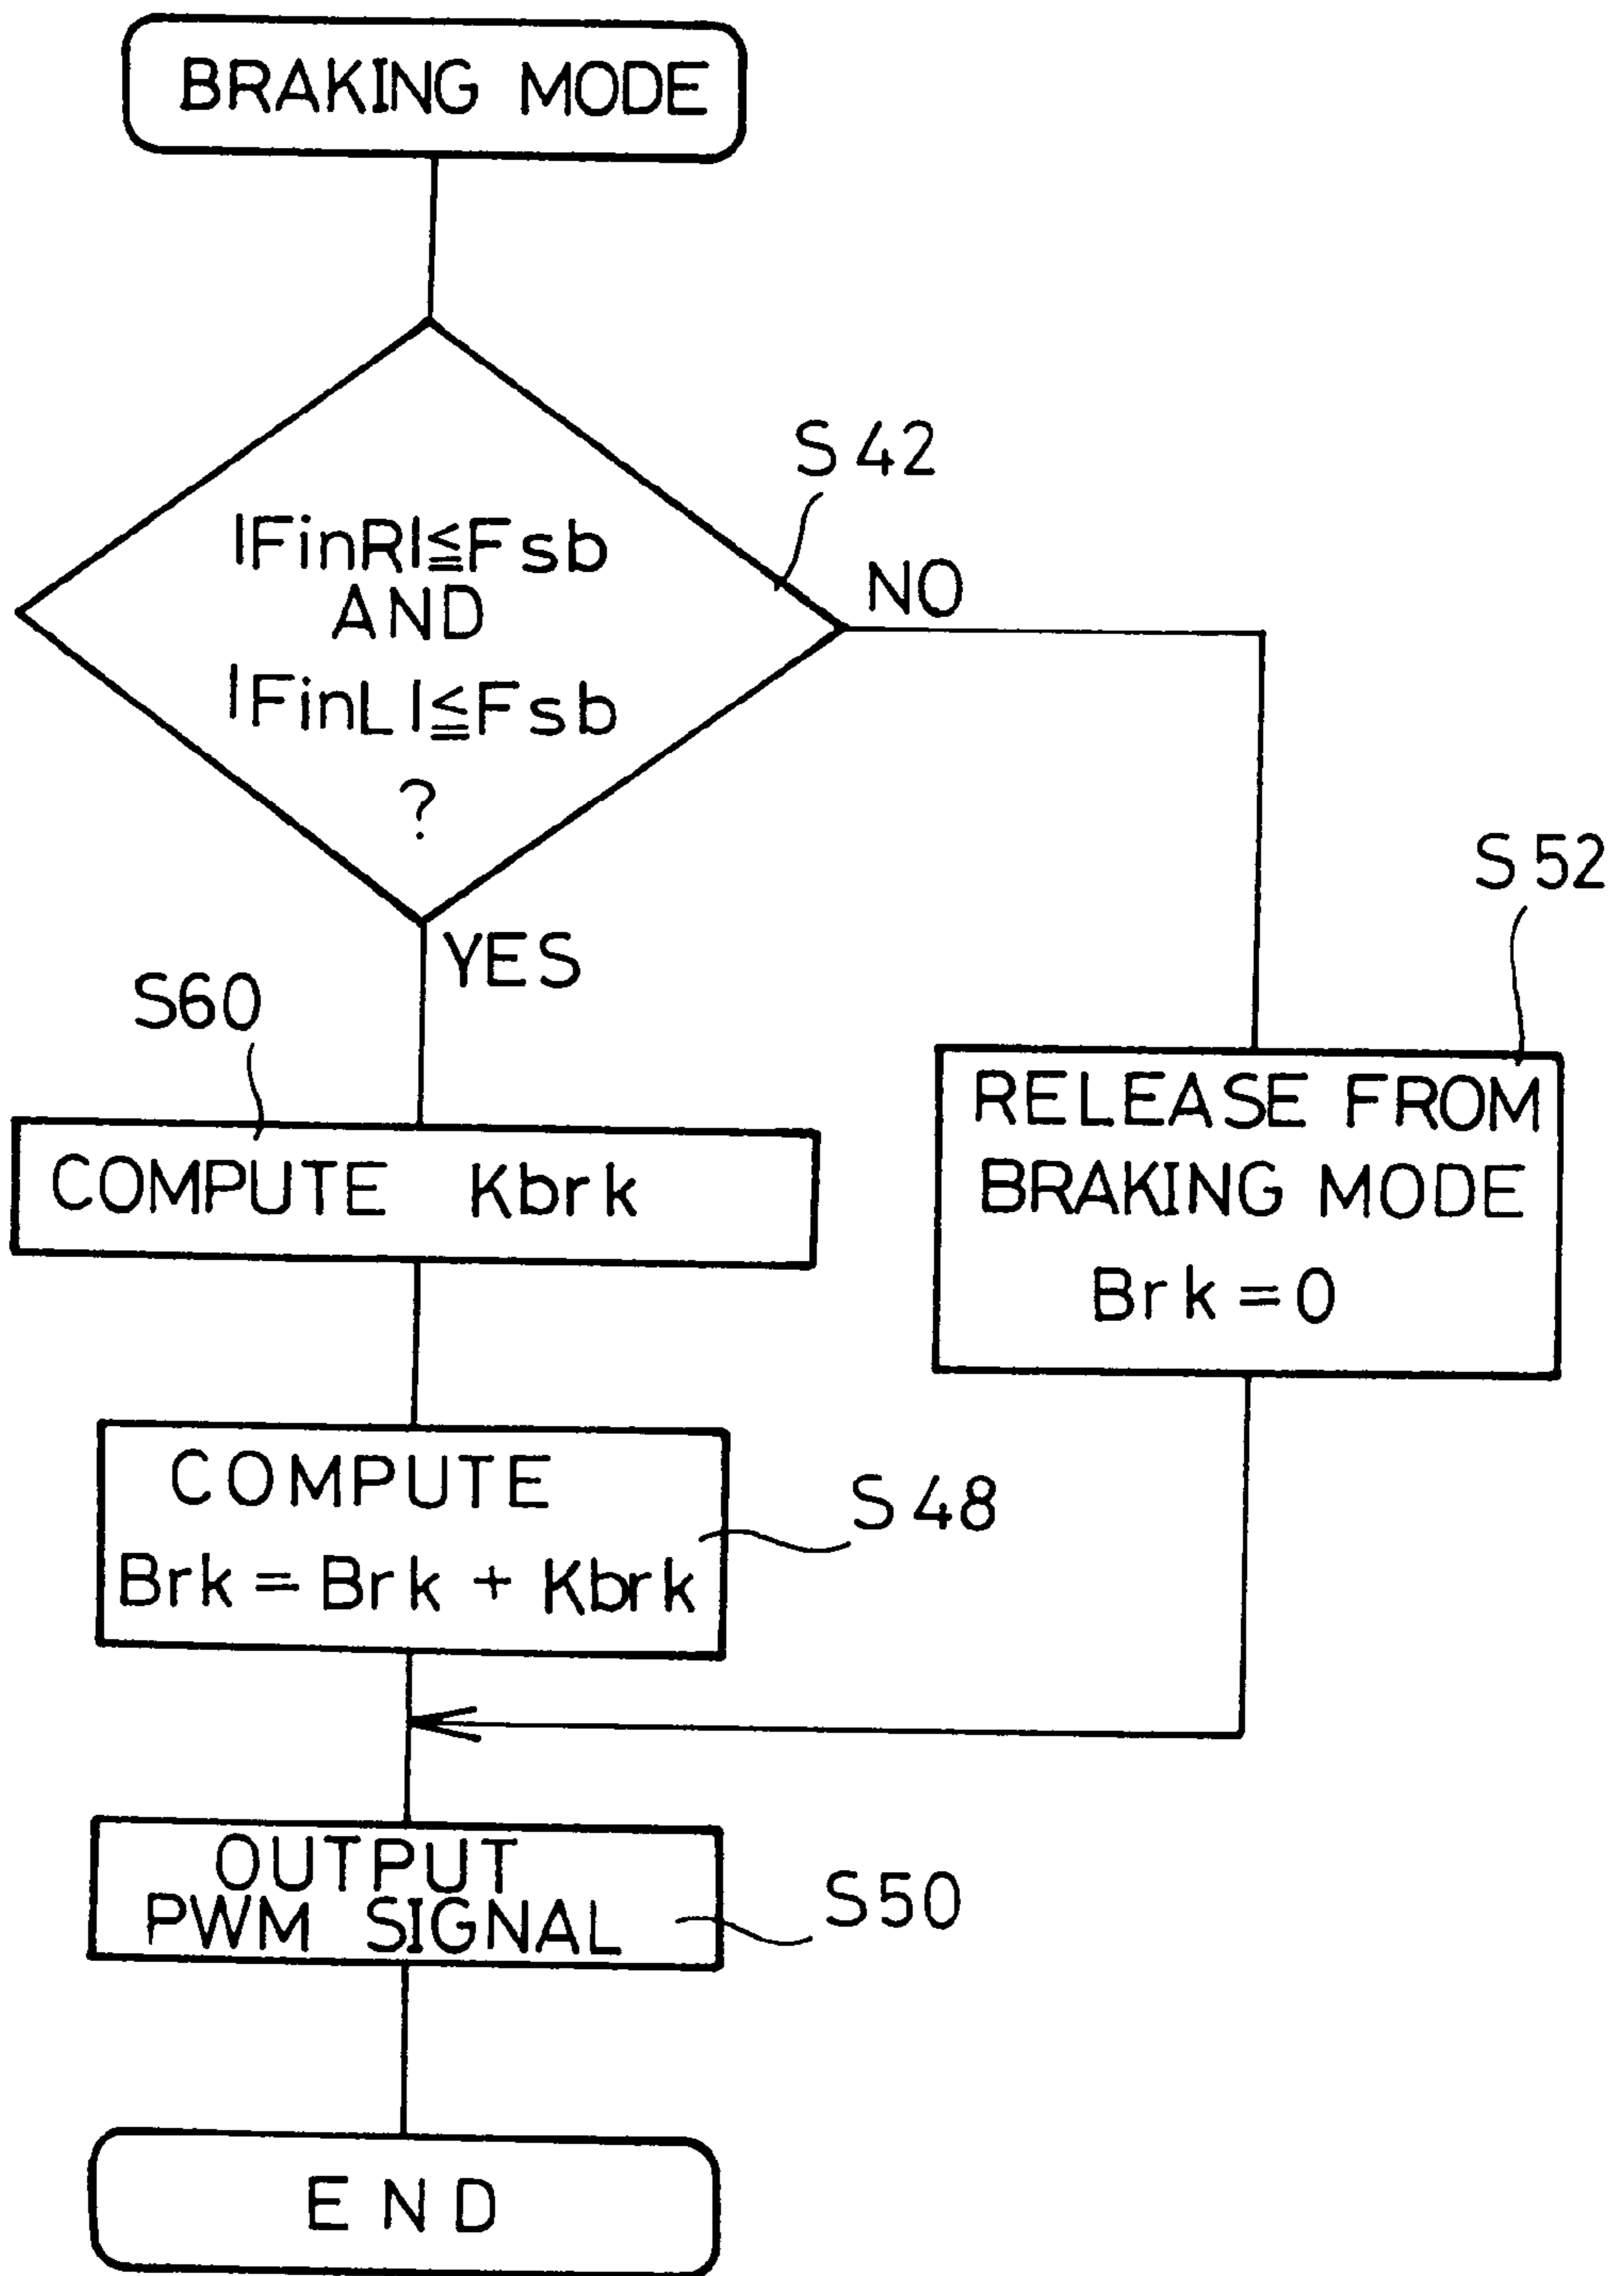 BRAKING MODE
S42
|FinR|≦Fsb
AND
|FinL|≦Fsb
?
NO
YES
S52
S60
RELEASE FROM
BRAKING MODE
Brk=0
COMPUTE Kbrk
COMPUTE
Brk=Brk + Kbrk
S48
OUTPUT
PWM SIGNAL
S50
END